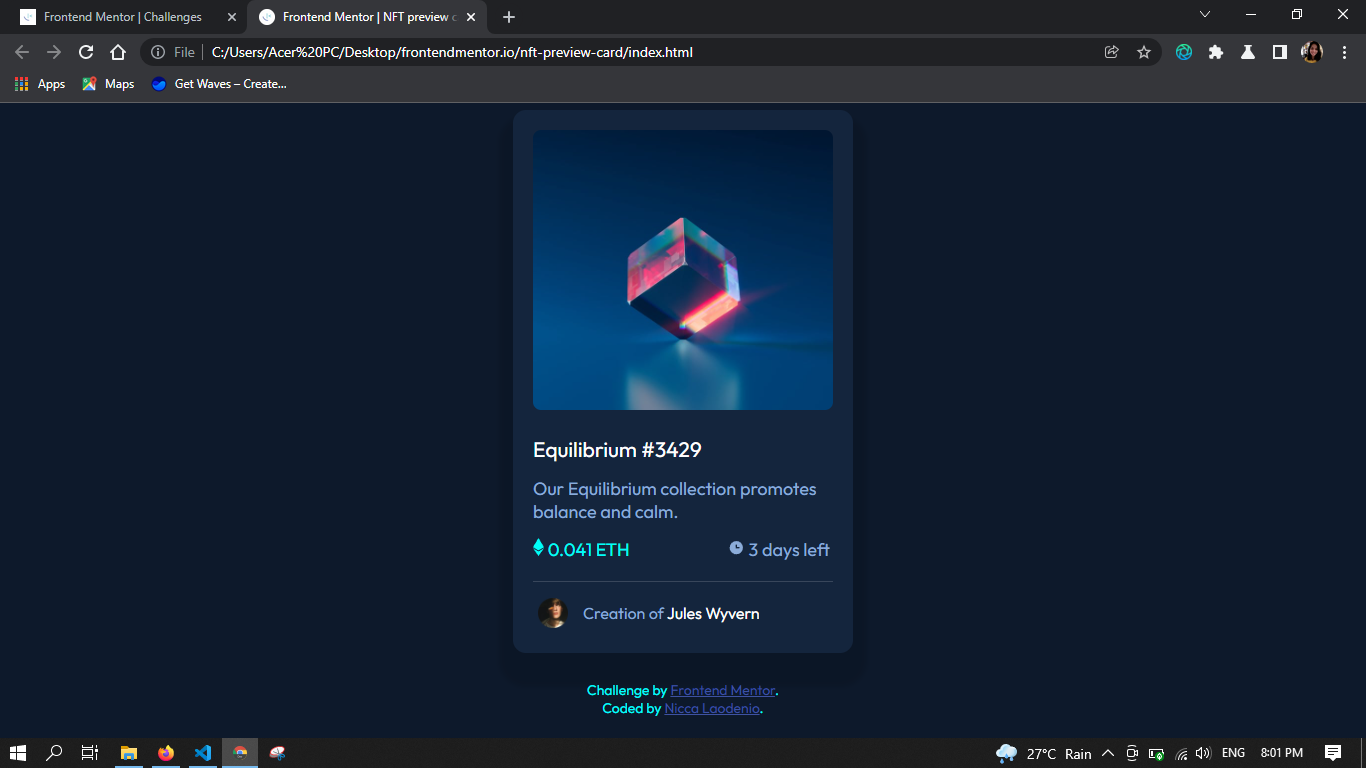 Frontend Mentor | Challenges
Frontend Mentor | NFT preview c
File
C:/Users/Acer%20PC/Desktop/frontendmentor.io/nft-preview-card/index.html
Apps
Maps
Get Waves – Create...
Equilibrium #3429
Our Equilibrium collection promotes
balance and calm.
0.041 ETH
3 days left
Creation of Jules Wyvern
Challenge by Frontend Mentor.
Coded by Nicca Laodenio.
27°C Rain
ENG
8:01 PM